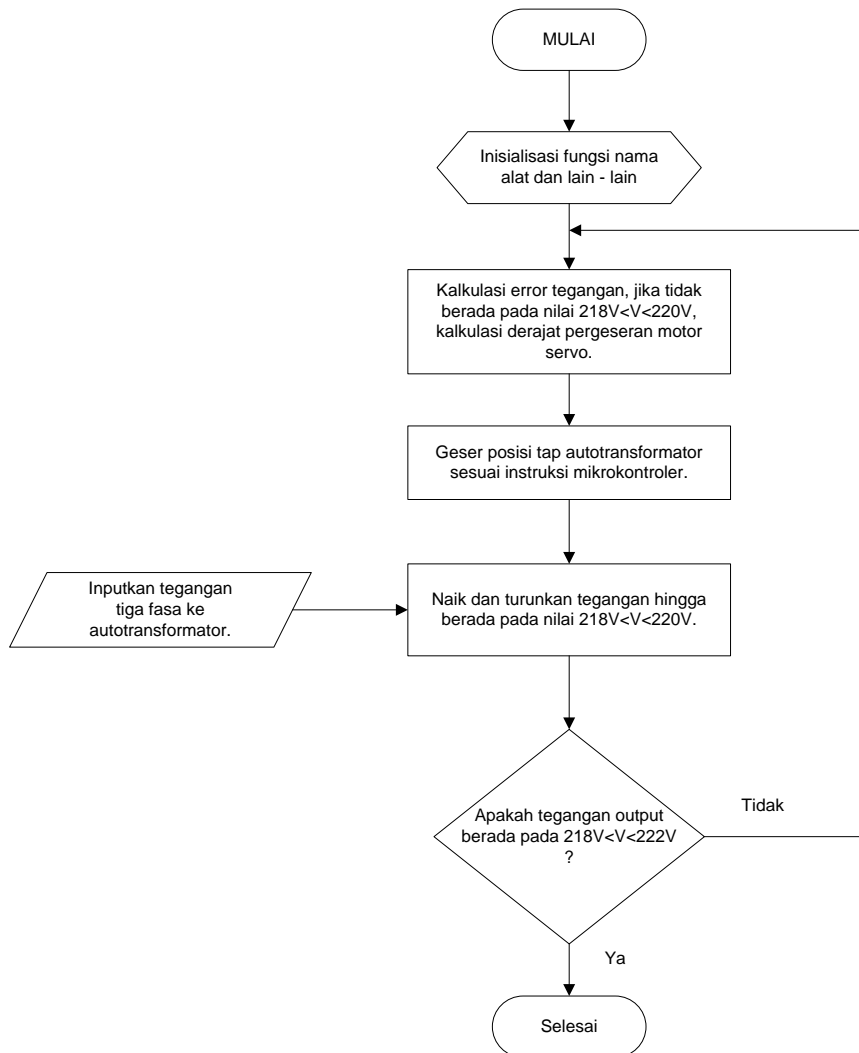 MULAI
Inisialisasi fungsi nama
alat dan lain - lain
Kalkulasi error tegangan, jika tidak
berada pada nilai 218V<V<220V,
kalkulasi derajat pergeseran motor
servo.
Geser posisi tap autotransformator
sesuai instruksi mikrokontroler.
Inputkan tegangan
tiga fasa ke
autotransformator.
Naik dan turunkan tegangan hingga
berada pada nilai 218V<V<220V.
Apakah tegangan output
berada pada 218V<V<222V
?
Tidak
Ya
Selesai